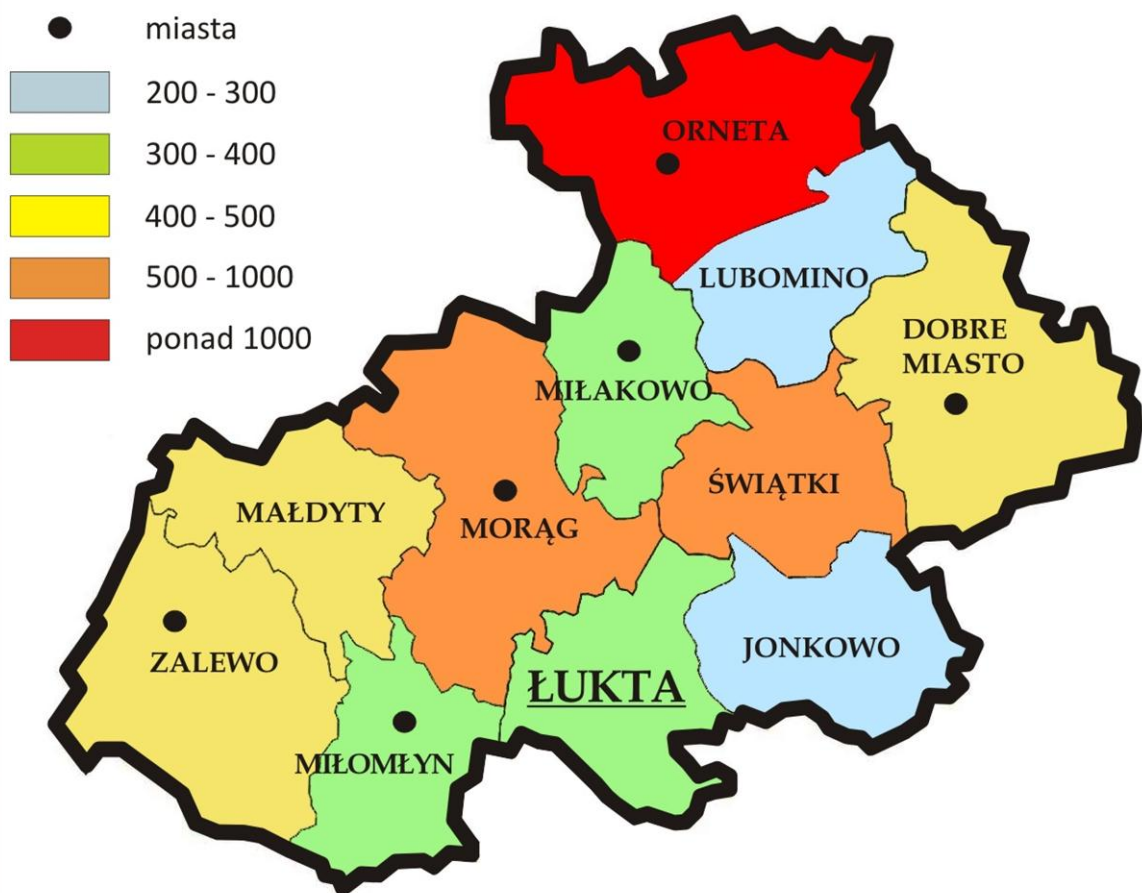 miasta
200 - 300
300 - 400
400 - 500
500 - 1000
ponad 1000
ORNETA
LUBOMINO
DOBRE
MIASTO
MIŁAKOWO
ŚWIĄTKI
MAŁDYTY
MORĄG
ZALEWO
JONKOWO
ŁUKTA
MIŁOMŁYN